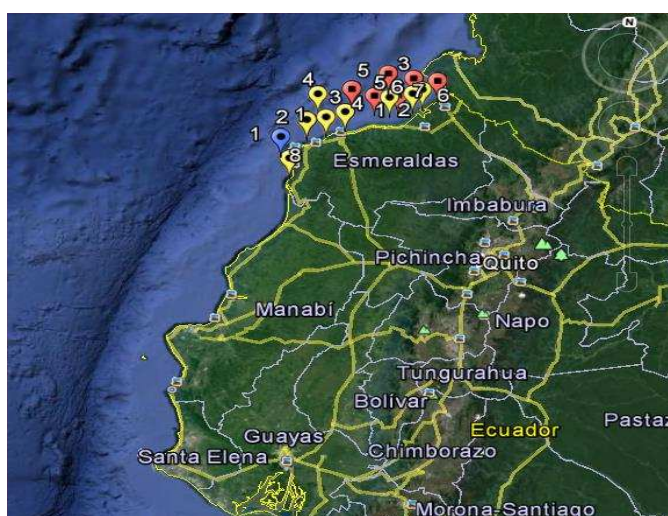 N
5 3
4 5 6 7
1 3 4 1 2 6
2
1
8
Esmeraldas
Imbabura
Pichincha
Quito
Manabí
Napo
Tungurahua
Bolívar
Pastaz
Ecuador
Guayas
Santa Elena
Chimborazo
Morona-Santiago